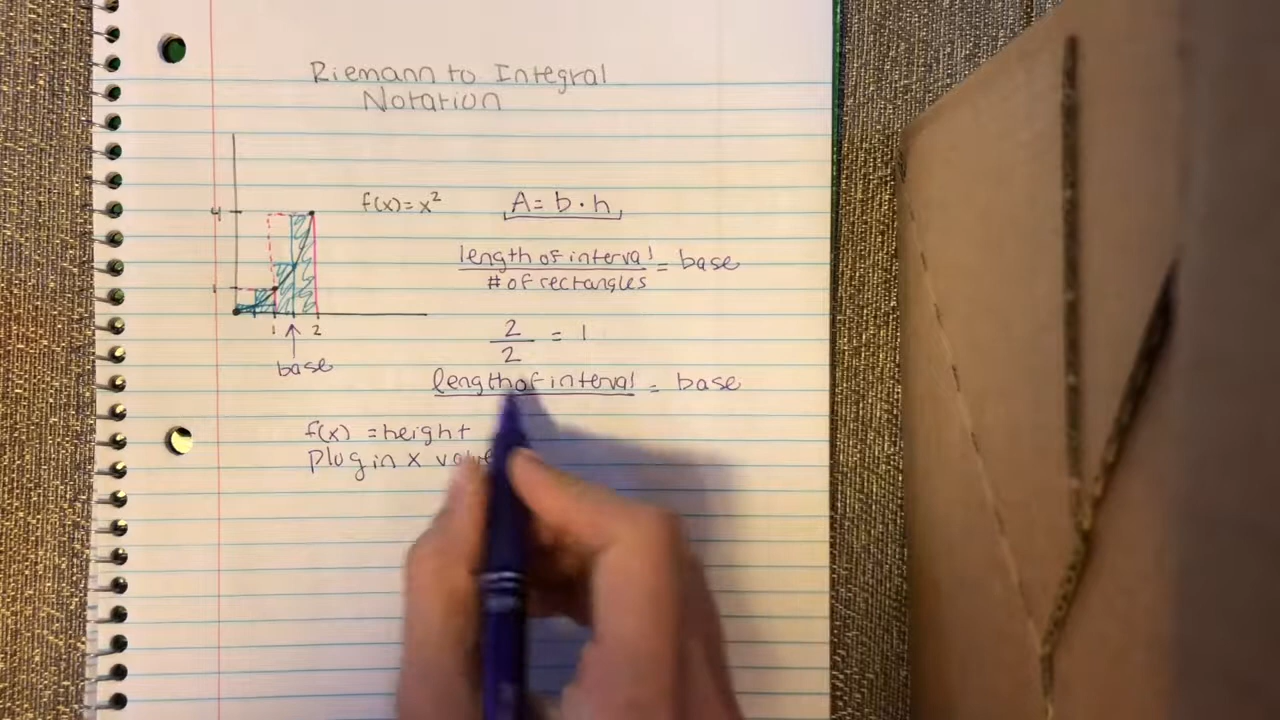 Riemann to Integral
Notation
f(x)=x² A= b·h
length of interval = base
# of rectangles
4
1
1 2
base
2 = 1
2
length of interval = base
f(x) = height
plug in x